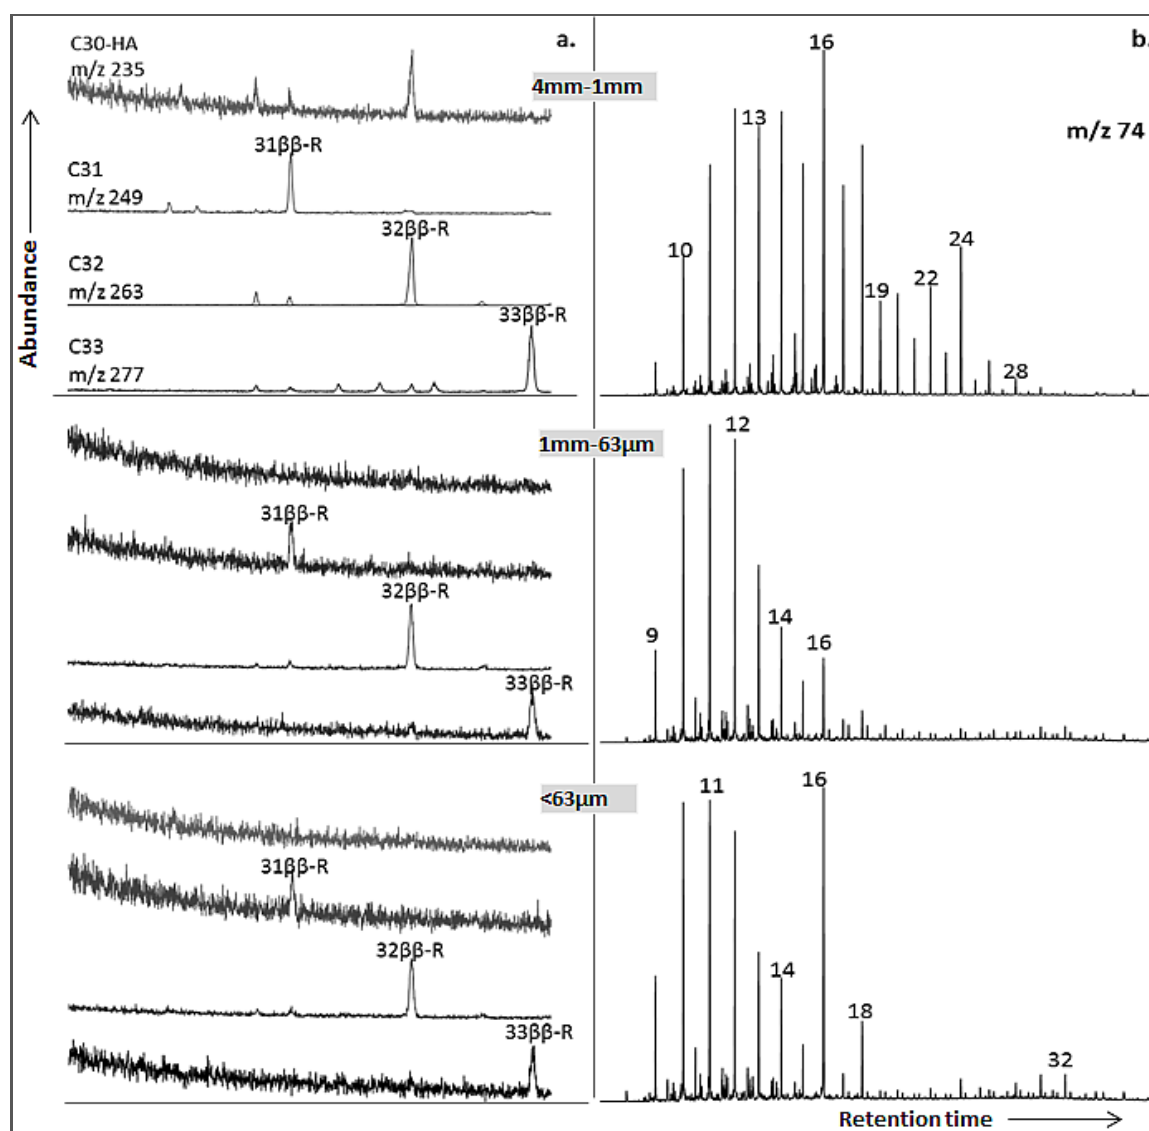 C30-HA
m/z 235
a.
4mm-1mm
31ββ-R
C31
m/z 249
32ββ-R
C32
m/z 263
33ββ-R
C33
m/z 277
Abundance
16
b.
13
m/z 74
10
24
19
22
28
1mm-63µm
31ββ-R
32ββ-R
33ββ-R
12
9
14
16
<63µm
31ββ-R
32ββ-R
33ββ-R
11
16
14
18
32
Retention time